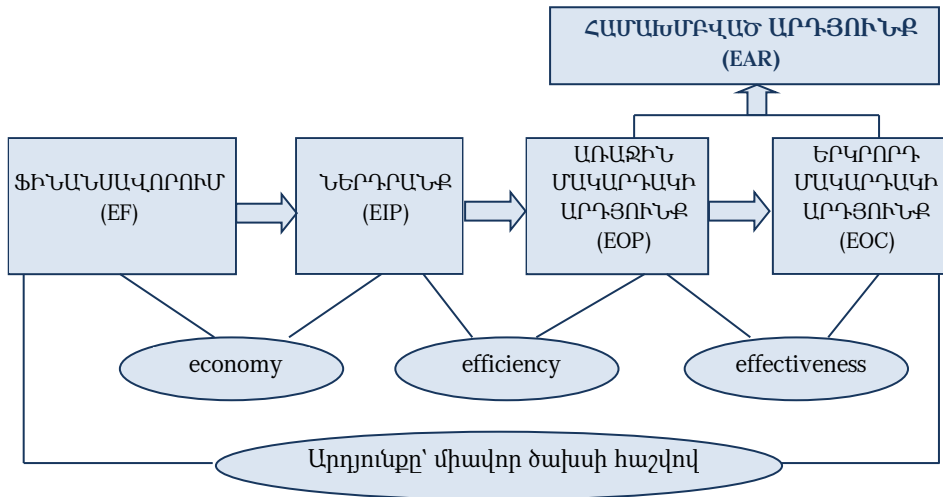 ՀԱՄԱԽՄԲՎԱԾ ԱՐԴՅՈՒՆՔ
(EAR)
ՖԻՆԱՆՍԱՎՈՐՈՒՄ
(EF)
ՆԵՐԴՐԱՆՔ
(EIP)
ԱՌԱՋԻՆ
ՄԱԿԱՐԴԱԿԻ
ԱՐԴՅՈՒՆՔ
(EOP)
ԵՐԿՐՈՐԴ
ՄԱԿԱՐԴԱԿԻ
ԱՐԴՅՈՒՆՔ
(EOC)
economy
efficiency
effectiveness
Արդյունքը՝ միավոր ծախսի հաշվով